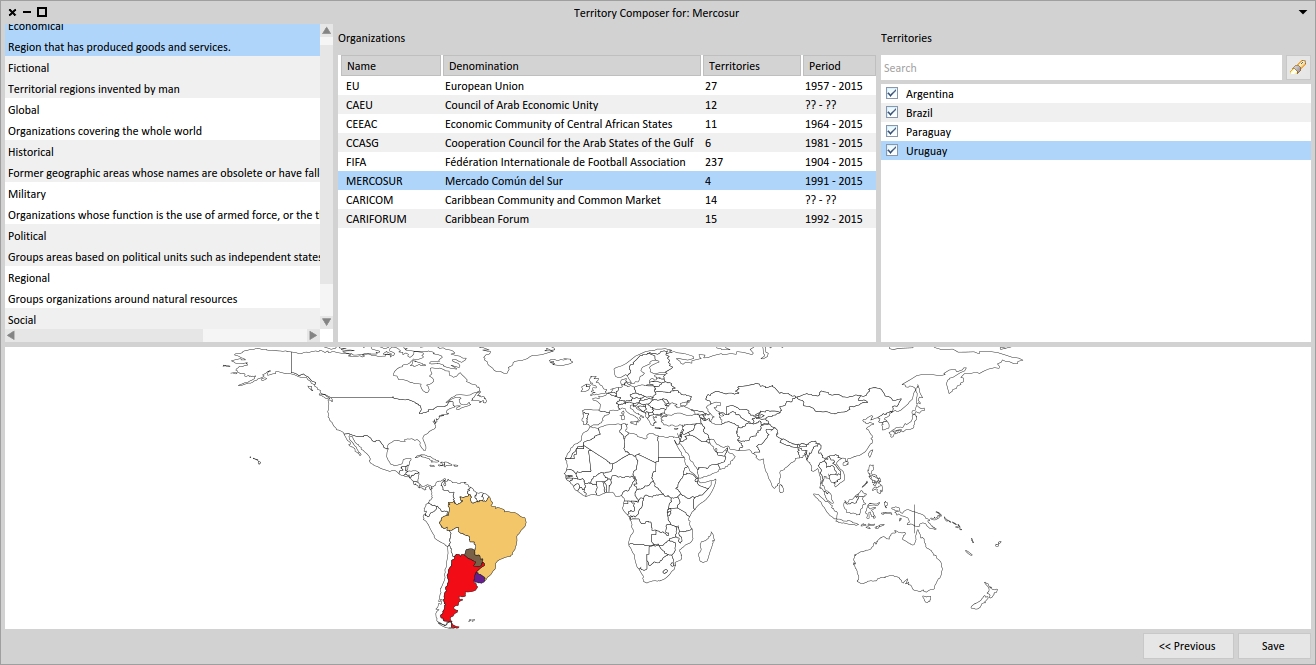 Territory Composer for: Mercosur
Economical
Region that has produced goods and services.
Fictional
Territorial regions invented by man
Global
Organizations covering the whole world
Historical
Former geographic areas whose names are obsolete or have fall
Military
Organizations whose function is the use of armed force, or the t
Political
Groups areas based on political units such as independent states
Regional
Groups organizations around natural resources
Social
Organizations
Name Denomination Territories Period
EU European Union 27 1957 - 2015
CAEU Council of Arab Economic Unity 12 ?? - ??
CEEAC Economic Community of Central African States 11 1964 - 2015
CCASG Cooperation Council for the Arab States of the Gulf 6 1981 - 2015
FIFA Fédération Internationale de Football Association 237 1904 - 2015
MERCOSUR Mercado Común del Sur 4 1991 - 2015
CARICOM Caribbean Community and Common Market 14 ?? - ??
CARIFORUM Caribbean Forum 15 1992 - 2015
Territories
Search
Argentina
Brazil
Paraguay
Uruguay
<< Previous
Save